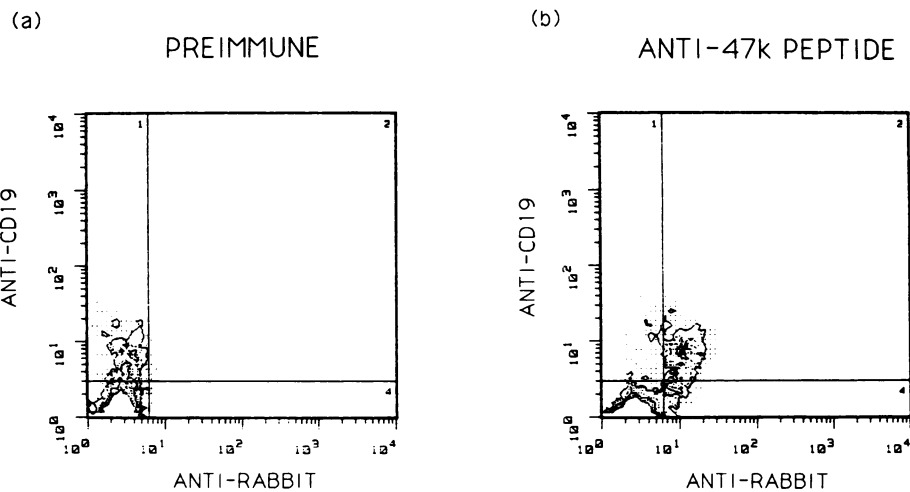 (a)
PREIMMUNE
1
2
4
ANTI-CD19
10⁴
10³
10²
10¹
10⁰
10⁰ 10¹ 10² 10³ 10⁴
ANTI-RABBIT
(b)
ANTI-47k PEPTIDE
1
2
4
ANTI-CD19
10⁴
10³
10²
10¹
10⁰
10⁰ 10¹ 10² 10³ 10⁴
ANTI-RABBIT